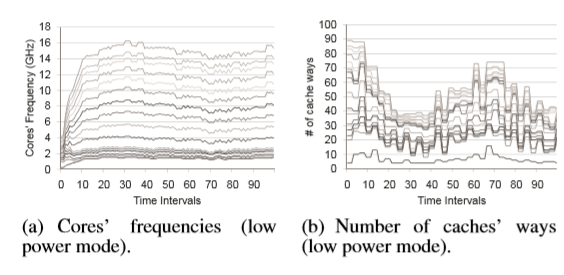 18
16
14
12
10
8
6
4
2
0
Cores' Frequency (GHz)
0 10 20 30 40 50 60 70 80 90
Time Intervals
100
90
80
70
60
50
40
30
20
10
0
# of cache ways
0 10 20 30 40 50 60 70 80 90
Time Intervals
(a) Cores' frequencies (low
power mode).
(b) Number of caches' ways
(low power mode).